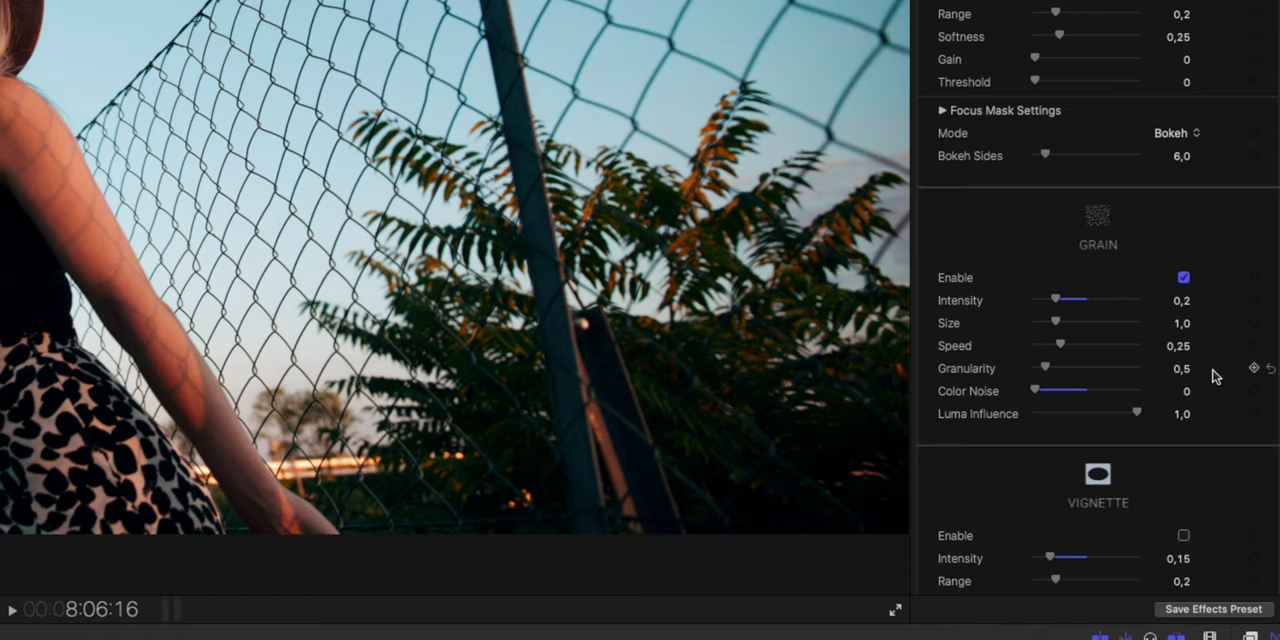 Range 0,2
Softness 0,25
Gain 0
Threshold 0
Focus Mask Settings
Mode Bokeh
Bokeh Sides 6,0
GRAIN
Enable
Intensity 0,2
Size 1,0
Speed 0,25
Granularity 0,5
Color Noise 0
Luma Influence 1,0
VIGNETTE
Enable
Intensity 0,15
Range 0,2
00:08:06:16
Save Effects Preset